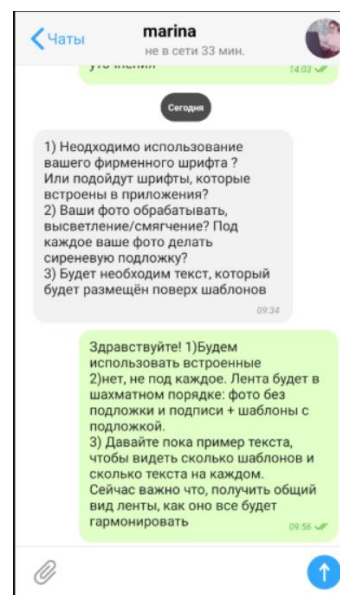 Чаты
marina
не в сети 33 мин.
14:03
Сегодня
1) Неодходимо использование
вашего фирменного шрифта ?
Или подойдут шрифты, которые
встроены в приложения?
2) Ваши фото обрабатывать,
высветление/смягчение? Под
каждое ваше фото делать
сиреневую подложку?
3) Будет необходим текст, который
будет размещён поверх шаблонов
09:34
Здравствуйте! 1)Будем
использовать встроенные
2)нет, не под каждое. Лента будет в
шахматном порядке: фото без
подложки и подписи + шаблоны с
подложкой.
3) Давайте пока пример текста,
чтобы видеть сколько шаблонов и
сколько текста на каждом.
Сейчас важно что, получить общий
вид ленты, как оно все будет
гармонировать
09:56